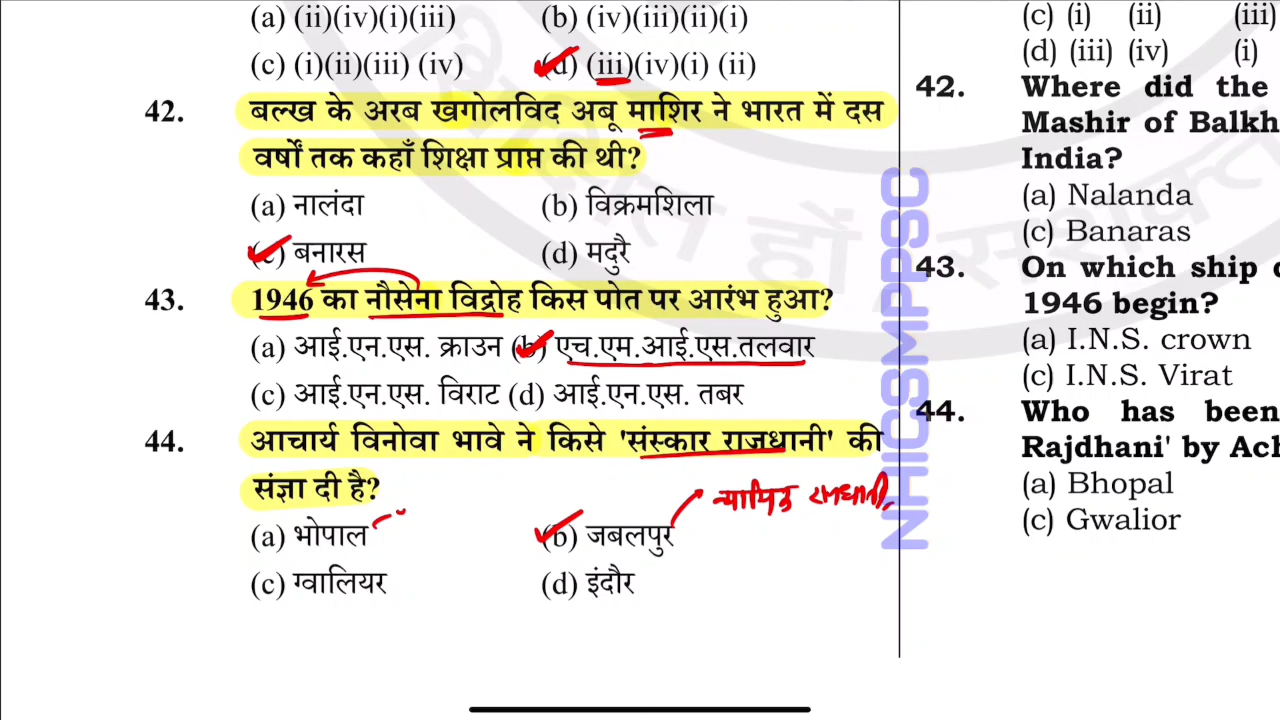 (a) (ii)(iv)(i)(iii) (b) (iv)(iii)(ii)(i)
(c) (i)(ii)(iii) (iv) (d) (iii)(iv)(i) (ii)
42. बल्ख के अरब खगोलविद अबू माशिर ने भारत में दस
वर्षों तक कहाँ शिक्षा प्राप्त की थी?
(a) नालंदा (b) विक्रमशिला
(c) बनारस (d) मदुरै
43. 1946 का नौसेना विद्रोह किस पोत पर आरंभ हुआ?
(a) आई.एन.एस. क्राउन (b) एच.एम.आई.एस.तलवार
(c) आई.एन.एस. विराट (d) आई.एन.एस. तबर
44. आचार्य विनोवा भावे ने किसे 'संस्कार राजधानी' की
संज्ञा दी है?
(a) भोपाल (b) जबलपुर
(c) ग्वालियर (d) इंदौर
NHICSMPPSC
(c) (i) (ii) (iii)
(d) (iii) (iv) (i)
42. Where did the
Mashir of Balkh
India?
(a) Nalanda
(c) Banaras
43. On which ship
1946 begin?
(a) I.N.S. crown
(c) I.N.S. Virat
44. Who has been
Rajdhani' by
(a) Bhopal
(c) Gwalior